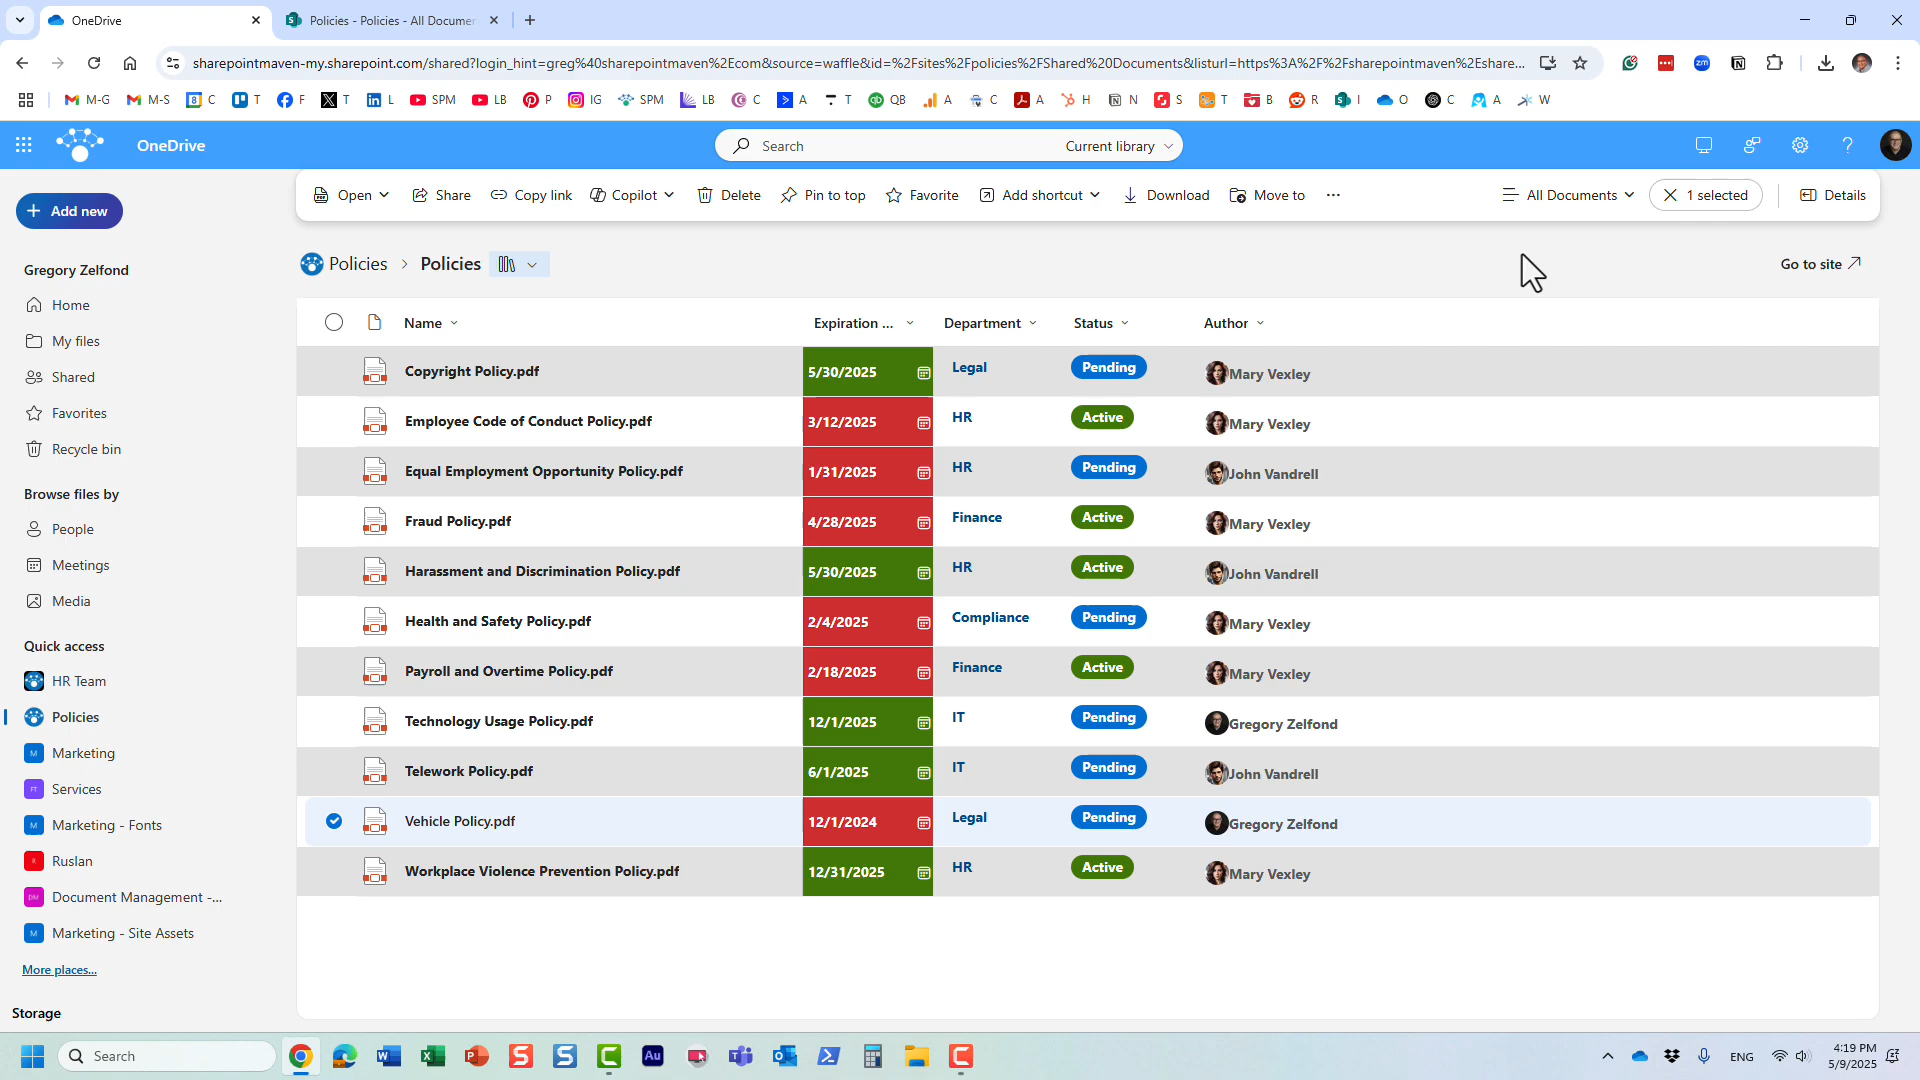 OneDrive
Policies - Policies - All Documen
sharepointmaven-my.sharepoint.com/shared?login_hint=greg%40sharepointmaven%2Ecom&source=waffle&id=%2Fsites%2Fpolicies%2FShared%20Documents&listurl=https%3A%2F%2Fsharepointmaven%2Eshare...
M-G M-S C T F T L SPM LB P IG SPM LB C A T QB A C A H N S T B R I O C A W
OneDrive
Search
Current library
Add new
Open
Share
Copy link
Copilot
Delete
Pin to top
Favorite
Add shortcut
Download
Move to
All Documents
1 selected
Details
Gregory Zelfond
Home
My files
Shared
Favorites
Recycle bin
Browse files by
People
Meetings
Media
Quick access
HR Team
Policies
Marketing
Services
Marketing - Fonts
Ruslan
Document Management -...
Marketing - Site Assets
More places...
Storage
Policies > Policies
Go to site
Name Expiration ... Department Status Author
Copyright Policy.pdf 5/30/2025 Legal Pending Mary Vexley
Employee Code of Conduct Policy.pdf 3/12/2025 HR Active Mary Vexley
Equal Employment Opportunity Policy.pdf 1/31/2025 HR Pending John Vandrell
Fraud Policy.pdf 4/28/2025 Finance Active Mary Vexley
Harassment and Discrimination Policy.pdf 5/30/2025 HR Active John Vandrell
Health and Safety Policy.pdf 2/4/2025 Compliance Pending Mary Vexley
Payroll and Overtime Policy.pdf 2/18/2025 Finance Active Mary Vexley
Technology Usage Policy.pdf 12/1/2025 IT Pending Gregory Zelfond
Telework Policy.pdf 6/1/2025 IT Pending John Vandrell
Vehicle Policy.pdf 12/1/2024 Legal Pending Gregory Zelfond
Workplace Violence Prevention Policy.pdf 12/31/2025 HR Active Mary Vexley
Search
ENG
4:19 PM
5/9/2025